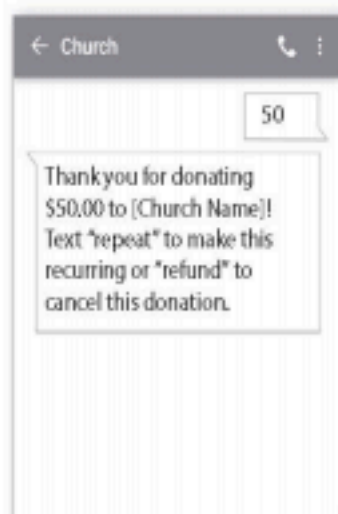 Church
50
Thank you for donating
$50.00 to [Church Name]!
Text "repeat" to make this
recurring or "refund" to
cancel this donation.